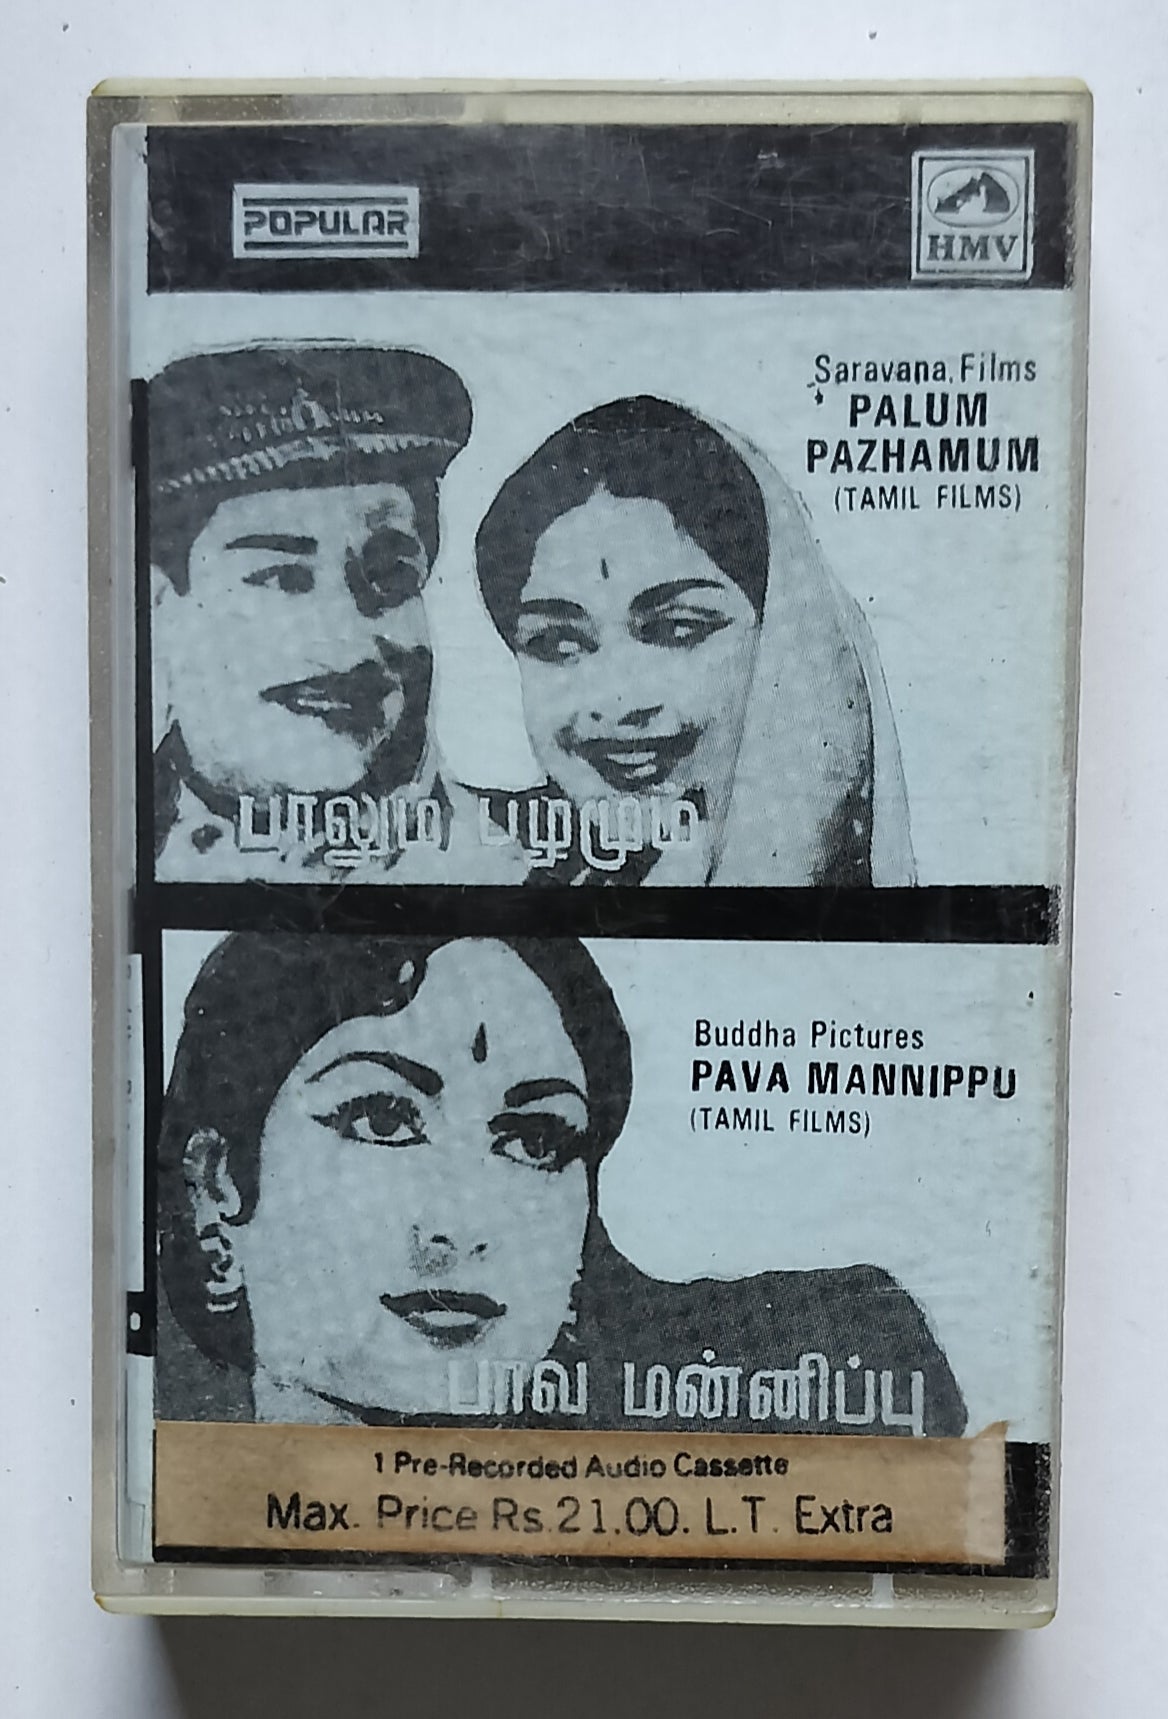 POPULAR
HMV
Saravana Films
PALUM
PAZHAMUM
(TAMIL FILMS)
பாலும் பழமும்
Buddha Pictures
PAVA MANNIPPU
(TAMIL FILMS)
பாவ மன்னிப்பு
1 Pre-Recorded Audio Cassette
Max. Price Rs.21.00. L.T. Extra